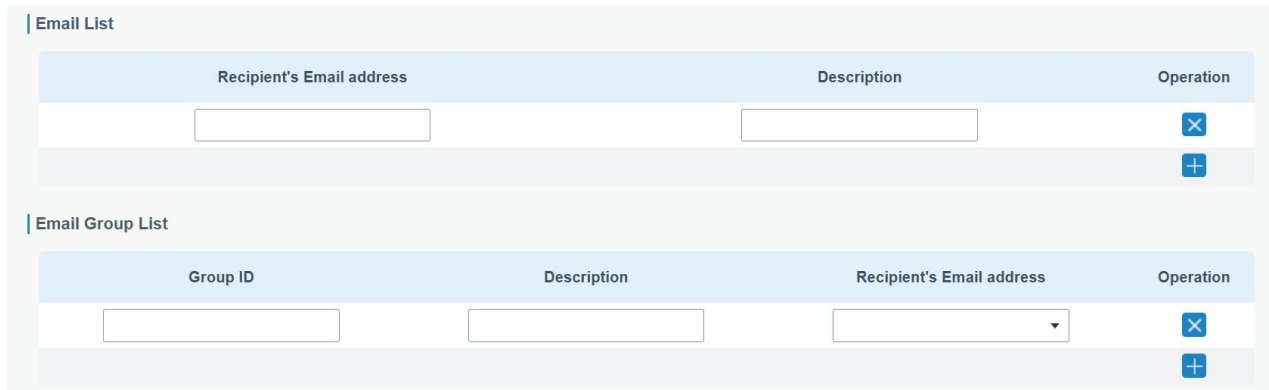 Email List
Recipient's Email address Description Operation
Email Group List
Group ID Description Recipient's Email address Operation